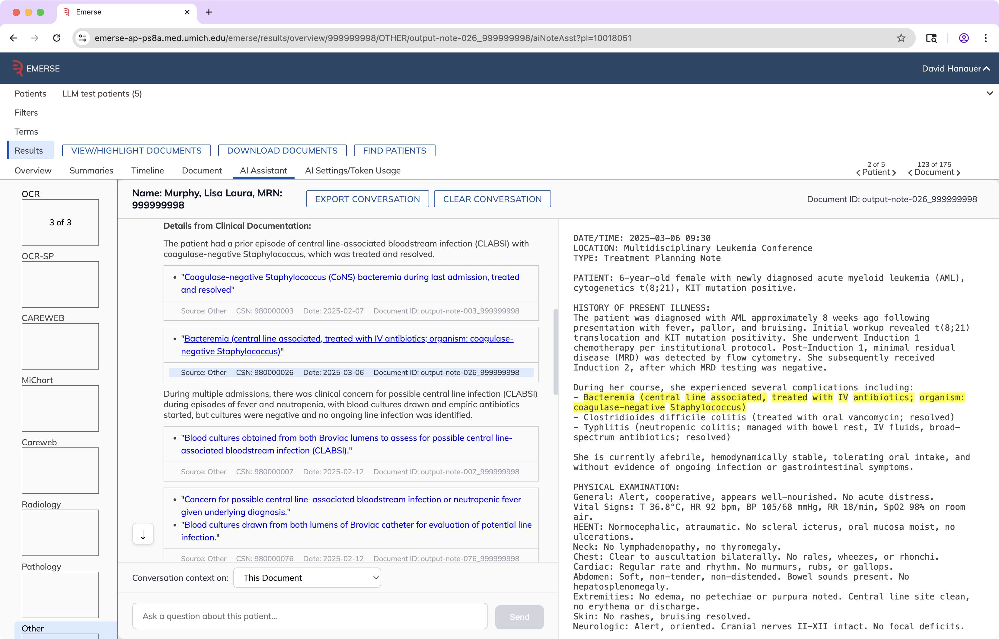 Emerse
emerse-ap-ps8a.med.umich.edu/emerse/results/overview/999999998/OTHER/output-note-026_999999998/aiNoteAsst?pl=10018051
EMERSE
David Hanauer
Patients
LLM test patients (5)
Filters
Terms
Results
VIEW/HIGHLIGHT DOCUMENTS
DOWNLOAD DOCUMENTS
FIND PATIENTS
Overview
Summaries
Timeline
Document
AI Assistant
AI Settings/Token Usage
2 of 5
Patient
123 of 175
Document
OCR
3 of 3
OCR-SP
CAREWEB
MiChart
Careweb
Radiology
Pathology
Other
Name: Murphy, Lisa Laura, MRN:
999999998
EXPORT CONVERSATION
CLEAR CONVERSATION
Document ID: output-note-026_999999998
Details from Clinical Documentation:
The patient had a prior episode of central line-associated bloodstream infection (CLABSI) with
coagulase-negative Staphylococcus, which was treated and resolved.
• "Coagulase-negative Staphylococcus (CoNS) bacteremia during last admission, treated
and resolved"
Source: Other CSN: 980000003 Date: 2025-02-07 Document ID: output-note-003_999999998
• "Bacteremia (central line associated, treated with IV antibiotics; organism: coagulase-
negative Staphylococcus)"
Source: Other CSN: 980000026 Date: 2025-03-06 Document ID: output-note-026_999999998
During multiple admissions, there was clinical concern for possible central line infection (CLABSI)
during episodes of fever and neutropenia, with blood cultures drawn and empiric antibiotics
started, but cultures were negative and no ongoing line infection was identified.
• "Blood cultures obtained from both Broviac lumens to assess for possible central line-
associated bloodstream infection (CLABSI)."
Source: Other CSN: 980000007 Date: 2025-02-12 Document ID: output-note-007_999999998
• "Concern for possible central line–associated bloodstream infection or neutropenic fever
given underlying diagnosis."
• "Blood cultures drawn from both lumens of Broviac catheter for evaluation of potential line
infection."
Source: Other CSN: 980000076 Date: 2025-02-12 Document ID: output-note-076_999999998
Conversation context on:
This Document
Ask a question about this patient...
Send
DATE/TIME: 2025-03-06 09:30
LOCATION: Multidisciplinary Leukemia Conference
TYPE: Treatment Planning Note
PATIENT: 6-year-old female with newly diagnosed acute myeloid leukemia (AML),
cytogenetics t(8;21), KIT mutation positive.
HISTORY OF PRESENT ILLNESS:
The patient was diagnosed with AML approximately 8 weeks ago following
presentation with fever, pallor, and bruising. Initial workup revealed t(8;21)
translocation and KIT mutation positivity. She underwent Induction 1
chemotherapy per institutional protocol. Post-Induction 1, minimal residual
disease (MRD) was detected by flow cytometry. She subsequently received
Induction 2, after which MRD testing was negative.
During her course, she experienced several complications including:
- Bacteremia (central line associated, treated with IV antibiotics; organism:
coagulase-negative Staphylococcus)
- Clostridioides difficile colitis (treated with oral vancomycin; resolved)
- Typhlitis (neutropenic colitis; managed with bowel rest, IV fluids, broad-
spectrum antibiotics; resolved)
She is currently afebrile, hemodynamically stable, tolerating oral intake, and
without evidence of ongoing infection or gastrointestinal symptoms.
PHYSICAL EXAMINATION:
General: Alert, cooperative, appears well-nourished. No acute distress.
Vital Signs: T 36.8°C, HR 92 bpm, BP 105/68 mmHg, RR 18/min, SpO2 98% on room
air.
HEENT: Normocephalic, atraumatic. No scleral icterus, oral mucosa moist, no
ulcerations.
Neck: No lymphadenopathy, no thyromegaly.
Chest: Clear to auscultation bilaterally. No rales, wheezes, or rhonchi.
Cardiac: Regular rate and rhythm. No murmurs, rubs, or gallops.
Abdomen: Soft, non-tender, non-distended. Bowel sounds present. No
hepatosplenomegaly.
Extremities: No edema, no petechiae or purpura noted. Central line site clean,
no erythema or discharge.
Skin: No rashes, bruising resolved.
Neurologic: Alert, oriented. Cranial nerves II-XII intact. No focal deficits.